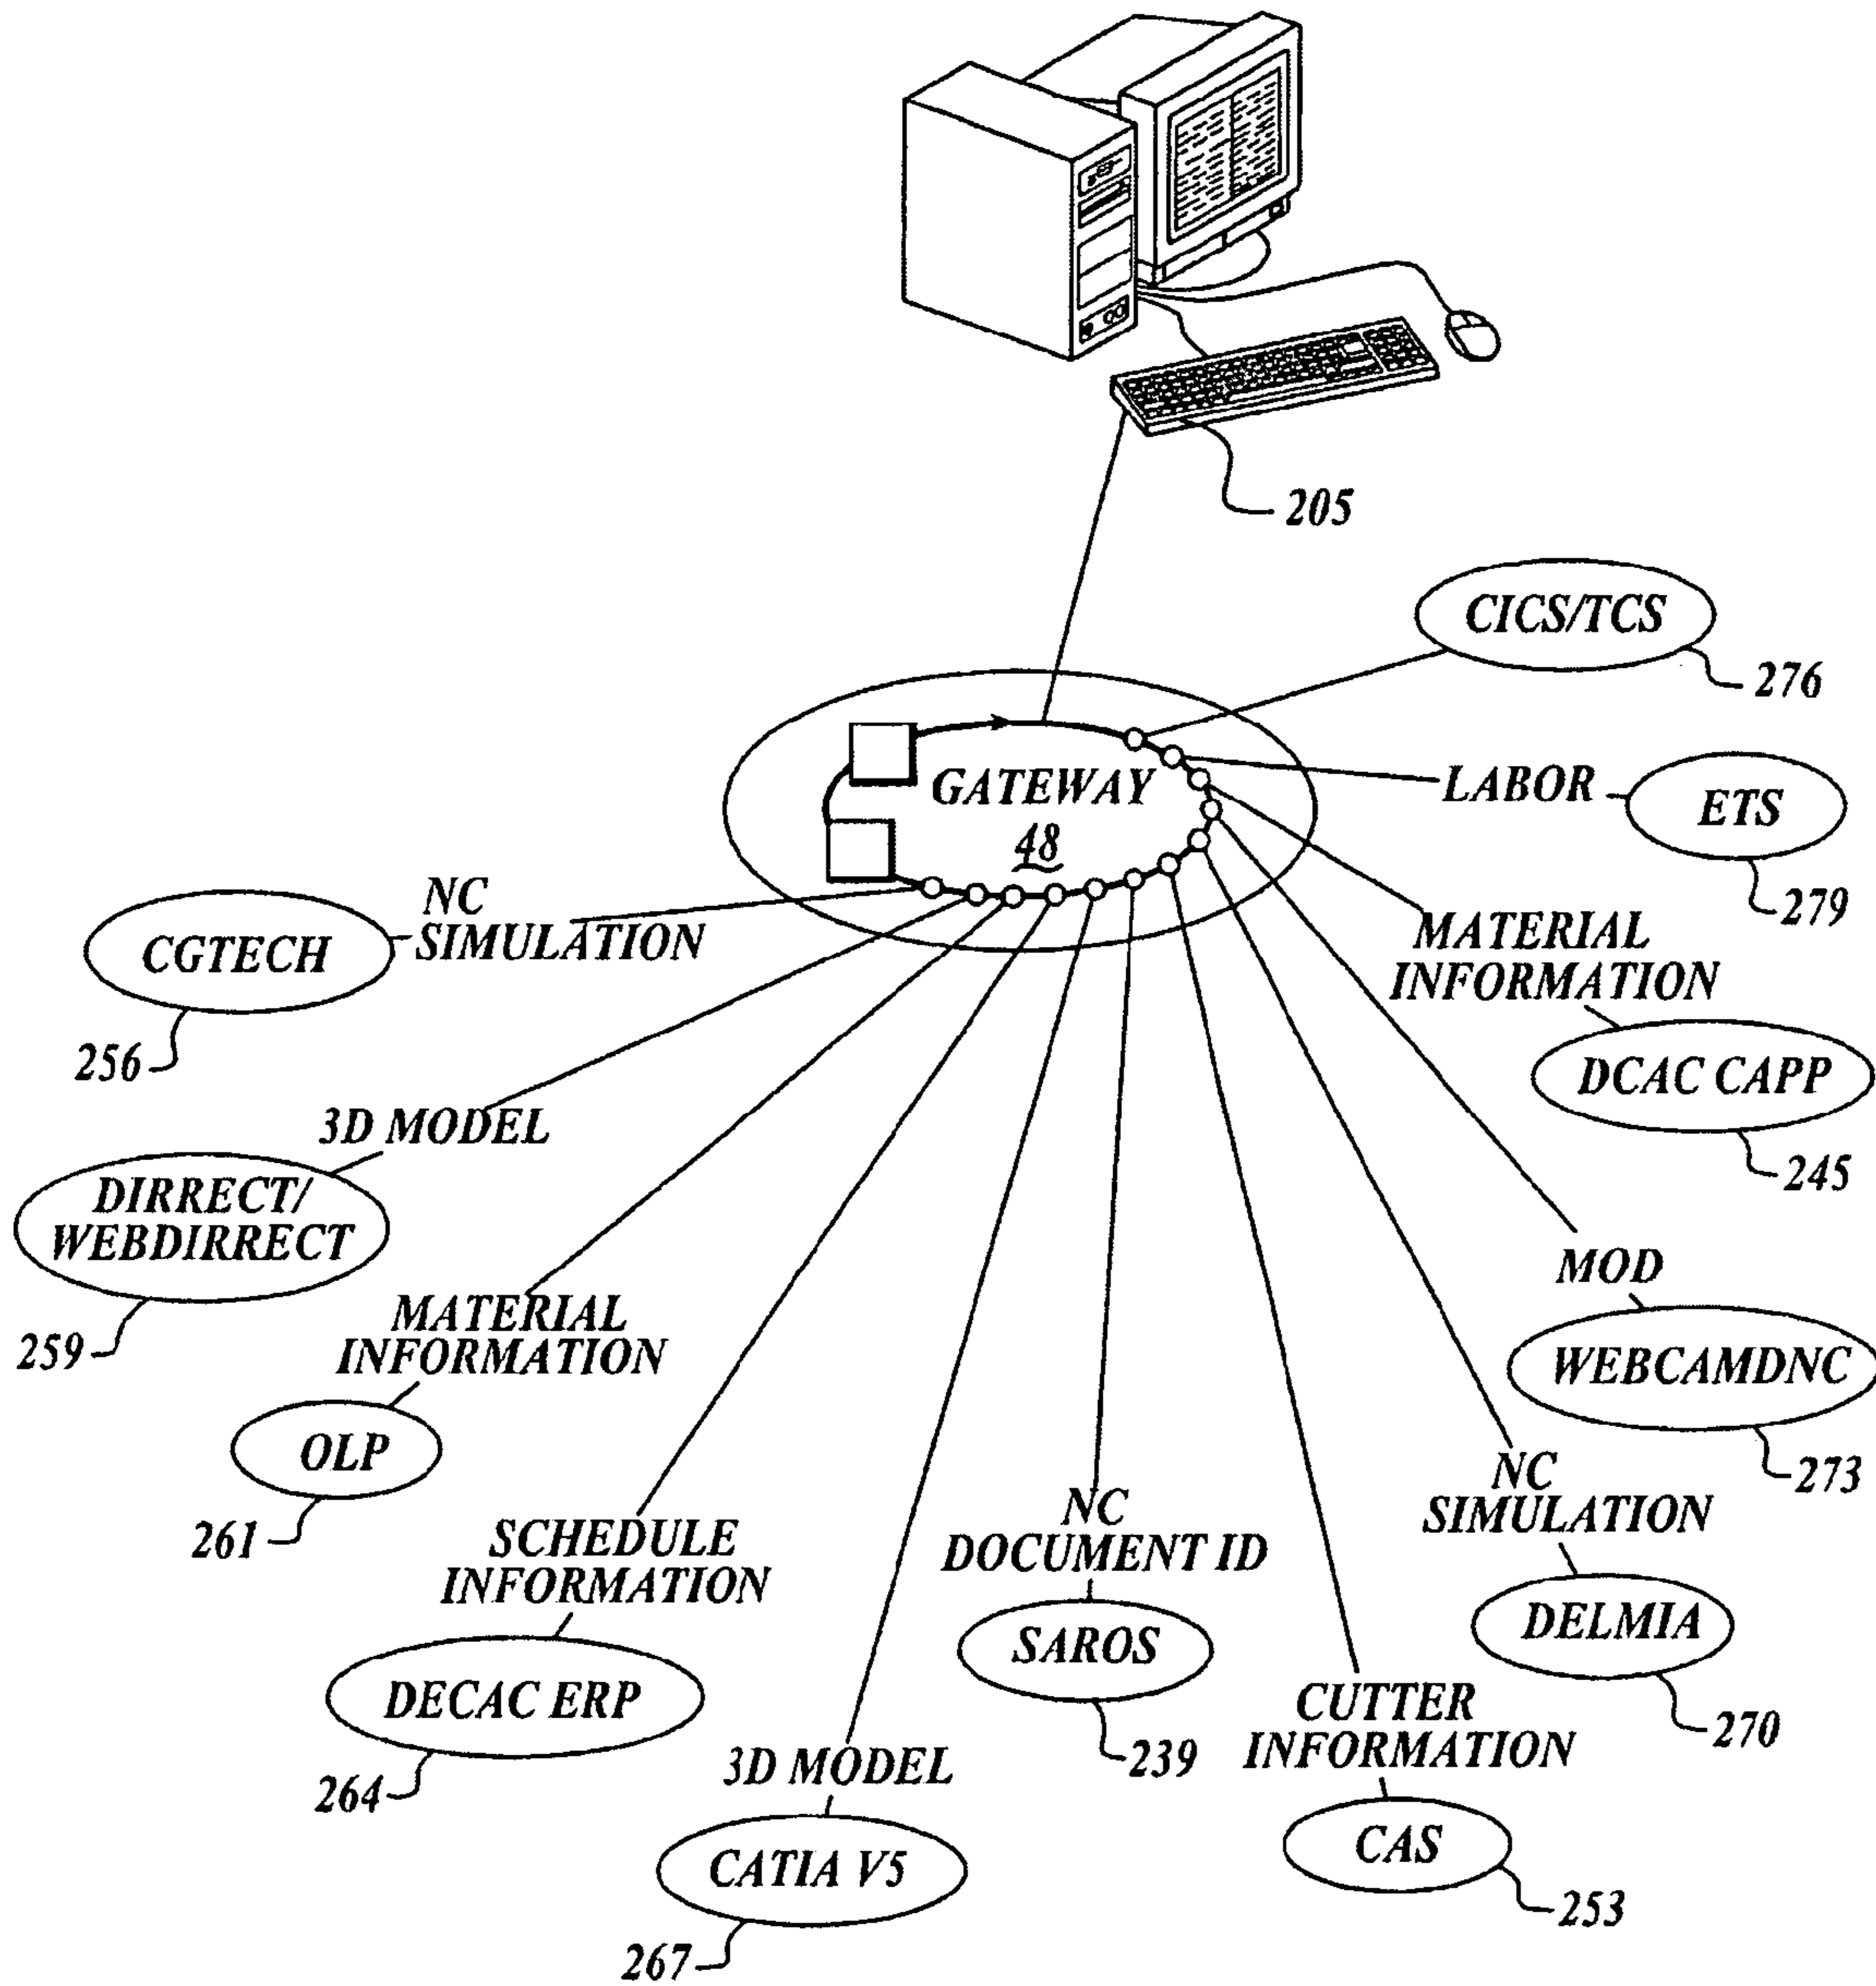 205
CICS/TCS
276
GATEWAY
48
LABOR
ETS
279
NC
SIMULATION
CGTECH
256
MATERIAL
INFORMATION
DCAC CAPP
245
3D MODEL
DIRRECT/
WEBDIRRECT
259
MOD
WEBCAMDNC
273
MATERIAL
INFORMATION
OLP
261
NC
SIMULATION
DELMIA
270
SCHEDULE
INFORMATION
DECAC ERP
264
NC
DOCUMENT ID
SAROS
239
CUTTER
INFORMATION
CAS
253
3D MODEL
CATIA V5
267